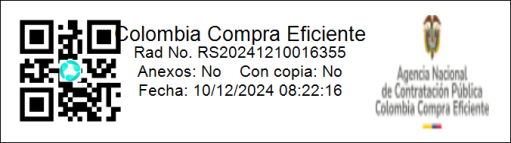 Colombia Compra Eficiente
Rad No. RS20241210016355
Anexos: No Con copia: No
Fecha: 10/12/2024 08:22:16
Agencia Nacional
de Contratación Pública
Colombia Compra Eficiente